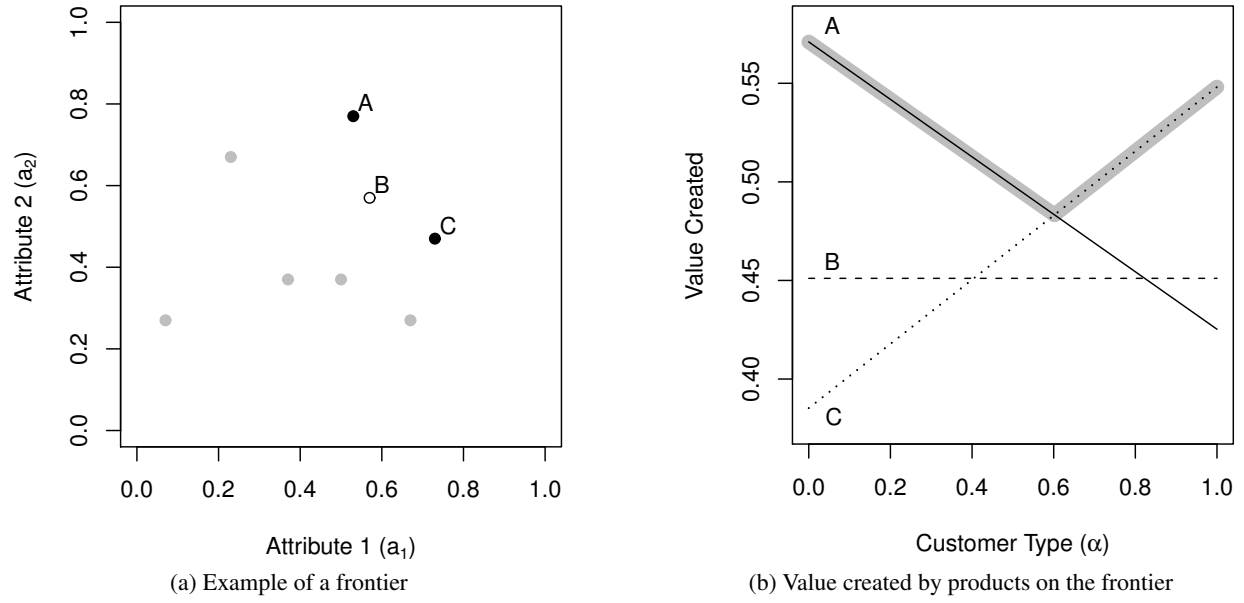 1.0
0.8
0.6
0.4
0.2
0.0
Attribute 2 (a₂)
A
B
C
0.0 0.2 0.4 0.6 0.8 1.0
Attribute 1 (a₁)
(a) Example of a frontier
0.55
0.50
0.45
0.40
Value Created
A
B
C
0.0 0.2 0.4 0.6 0.8 1.0
Customer Type (α)
(b) Value created by products on the frontier